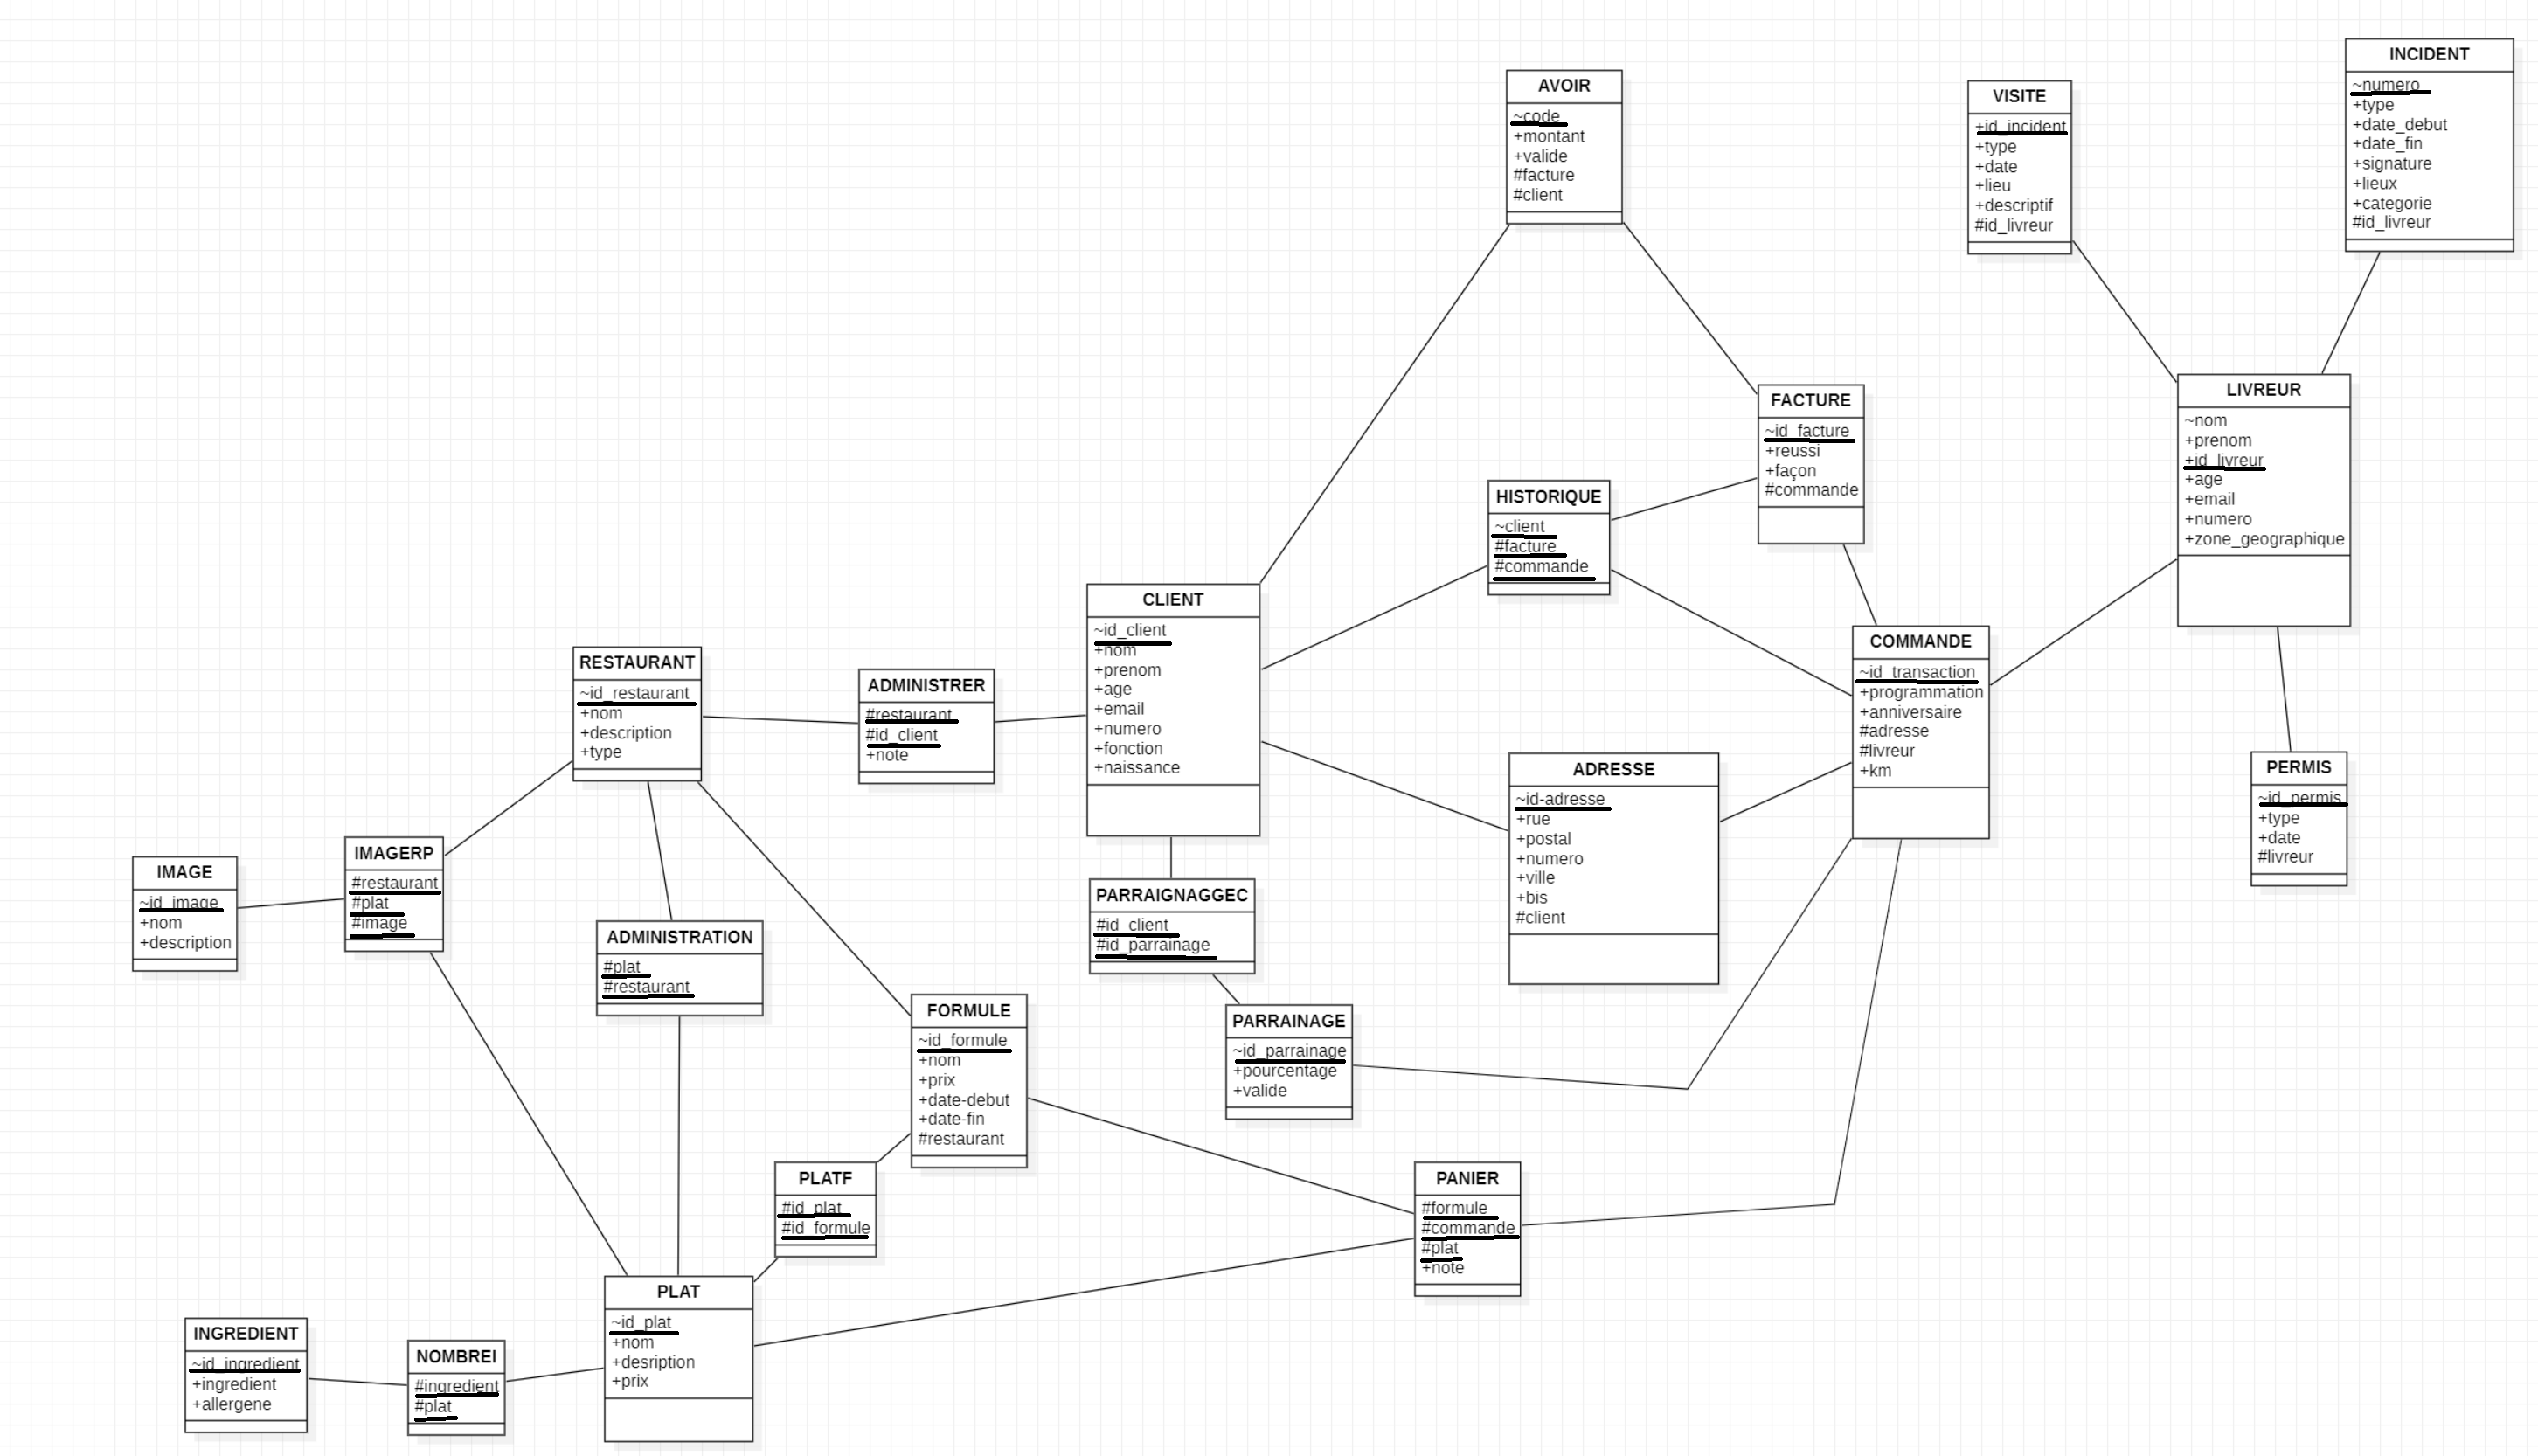 INCIDENT
~numero
+type
+date_debut
+date_fin
+signature
+lieux
+categorie
#id_livreur
AVOIR
~code
+montant
+valide
#facture
#client
VISITE
+id_incident
+type
+date
+lieu
+descriptif
#id_livreur
LIVREUR
~nom
+prenom
+id_livreur
+age
+email
+numero
+zone_geographique
FACTURE
~id_facture
+reussi
+façon
#commande
HISTORIQUE
~client
#facture
#commande
CLIENT
~id_client
+nom
+prenom
+age
+email
+numero
+fonction
+naissance
COMMANDE
~id_transaction
+programmation
+anniversaire
#adresse
#livreur
+km
RESTAURANT
~id_restaurant
+nom
+description
+type
ADMINISTRER
#restaurant
#id_client
+note
ADRESSE
~id-adresse
+rue
+postal
+numero
+ville
+bis
#client
PERMIS
~id_permis
+type
+date
#livreur
IMAGE
~id_image
+nom
+description
IMAGERP
#restaurant
#plat
#image
PARRAIGNAGGEC
#id_client
#id_parrainage
ADMINISTRATION
#plat
#restaurant
FORMULE
~id_formule
+nom
+prix
+date-debut
+date-fin
#restaurant
PARRAINAGE
~id_parrainage
+pourcentage
+valide
PLATF
#id_plat
#id_formule
PANIER
#formule
#commande
#plat
+note
PLAT
~id_plat
+nom
+desription
+prix
INGREDIENT
~id_ingredient
+ingredient
+allergene
NOMBREI
#ingredient
#plat